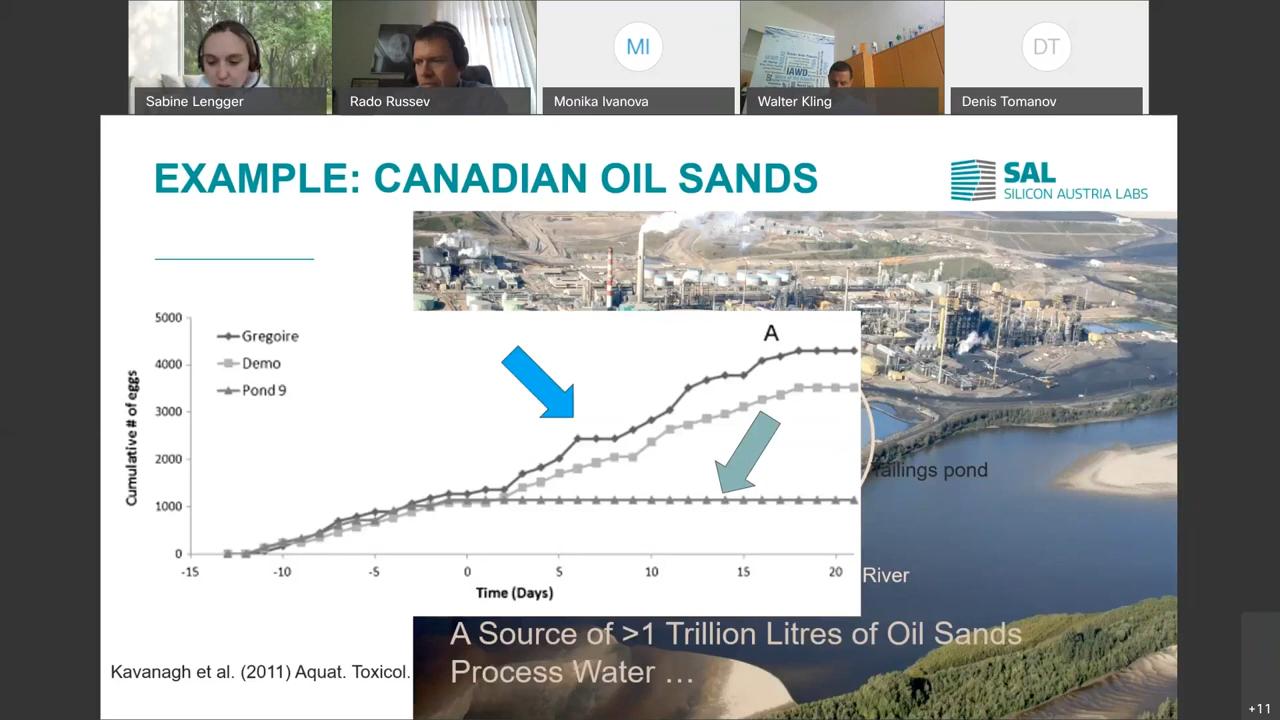 MI
DT
IAWD
Sabine Lengger
Rado Russev
Monika Ivanova
Walter Kling
Denis Tomanov
EXAMPLE: CANADIAN OIL SANDS
SAL
SILICON AUSTRIA LABS
5000
4000
3000
2000
1000
0
Cumulative # of eggs
Gregoire
Demo
Pond 9
A
-15 -10 -5 0 5 10 15 20
Time (Days)
Tailings pond
River
A Source of >1 Trillion Litres of Oil Sands
Process Water ...
Kavanagh et al. (2011) Aquat. Toxicol.
+11